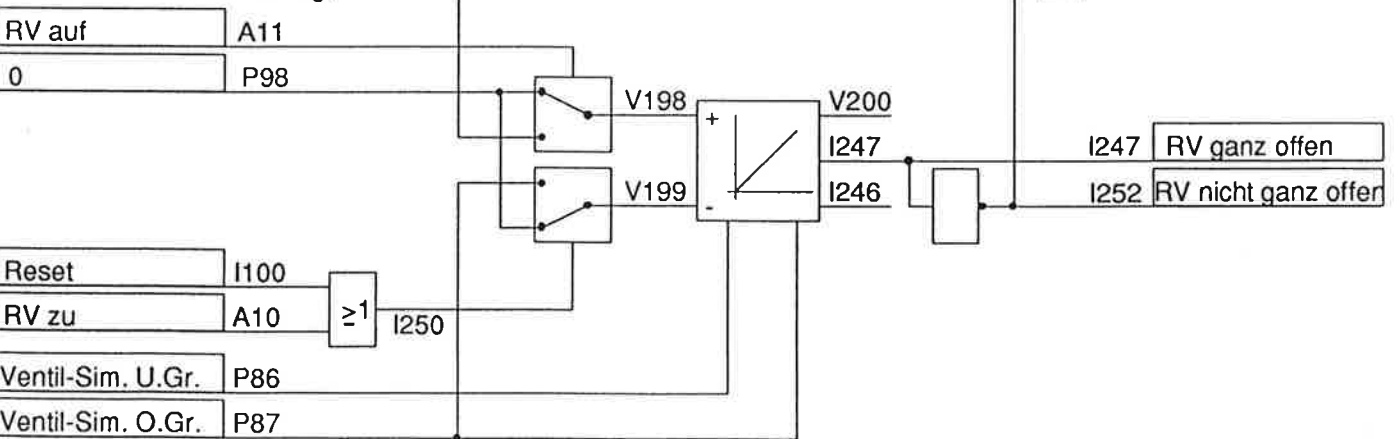 RV auf A11
0 P98
V198 V200
+
I247 I247 RV ganz offen
V199 I246 I252 RV nicht ganz offen
-
Reset I100
RV zu A10 ≥1 I250
Ventil-Sim. U.Gr. P86
Ventil-Sim. O.Gr. P87